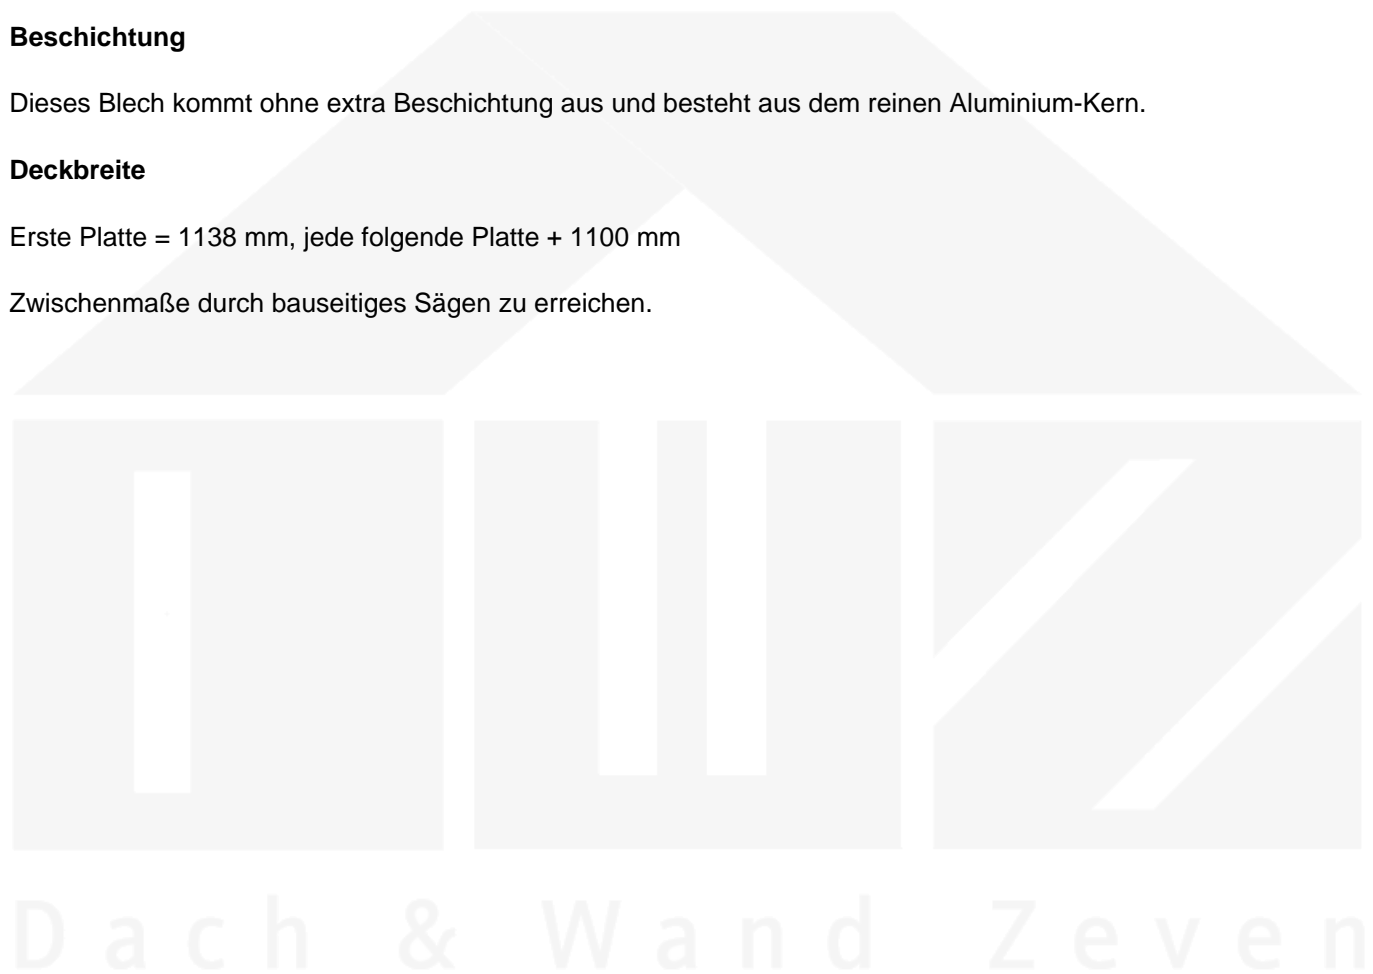 Beschichtung
Dieses Blech kommt ohne extra Beschichtung aus und besteht aus dem reinen Aluminium-Kern.
Deckbreite
Erste Platte = 1138 mm, jede folgende Platte + 1100 mm
Zwischenmaße durch bauseitiges Sägen zu erreichen.
Dach & Wand Zeven